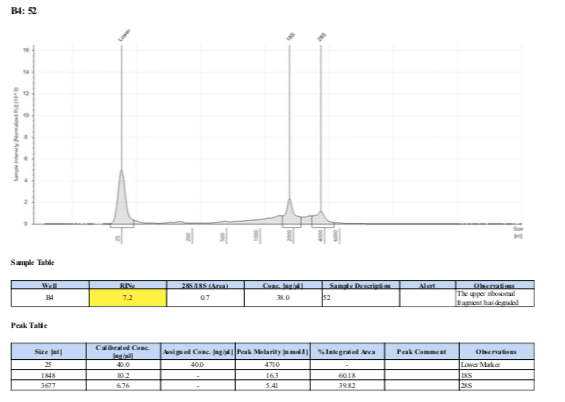 B4: 52
Lower
18S
28S
Sample Intensity [Normalized FU] (10^3)
16
14
12
10
8
6
4
2
0
25
200
500
1000
2000
4000
6000
Size
[nt]
Sample Table
Well RINe 28S/18S (Area) Conc. [ng/µl] Sample Description Alert Observations
B4 7.2 0.7 38.0 52 The upper ribosomal
fragment has degraded
Peak Table
Size [nt] Calibrated Conc. [ng/µl] Assigned Conc. [ng/µl] Peak Molarity [nmol/l] % Integrated Area Peak Comment Observations
25 40.0 40.0 4710 - Lower Marker
1848 10.2 - 16.3 60.18 18S
3677 6.76 - 5.41 39.82 28S